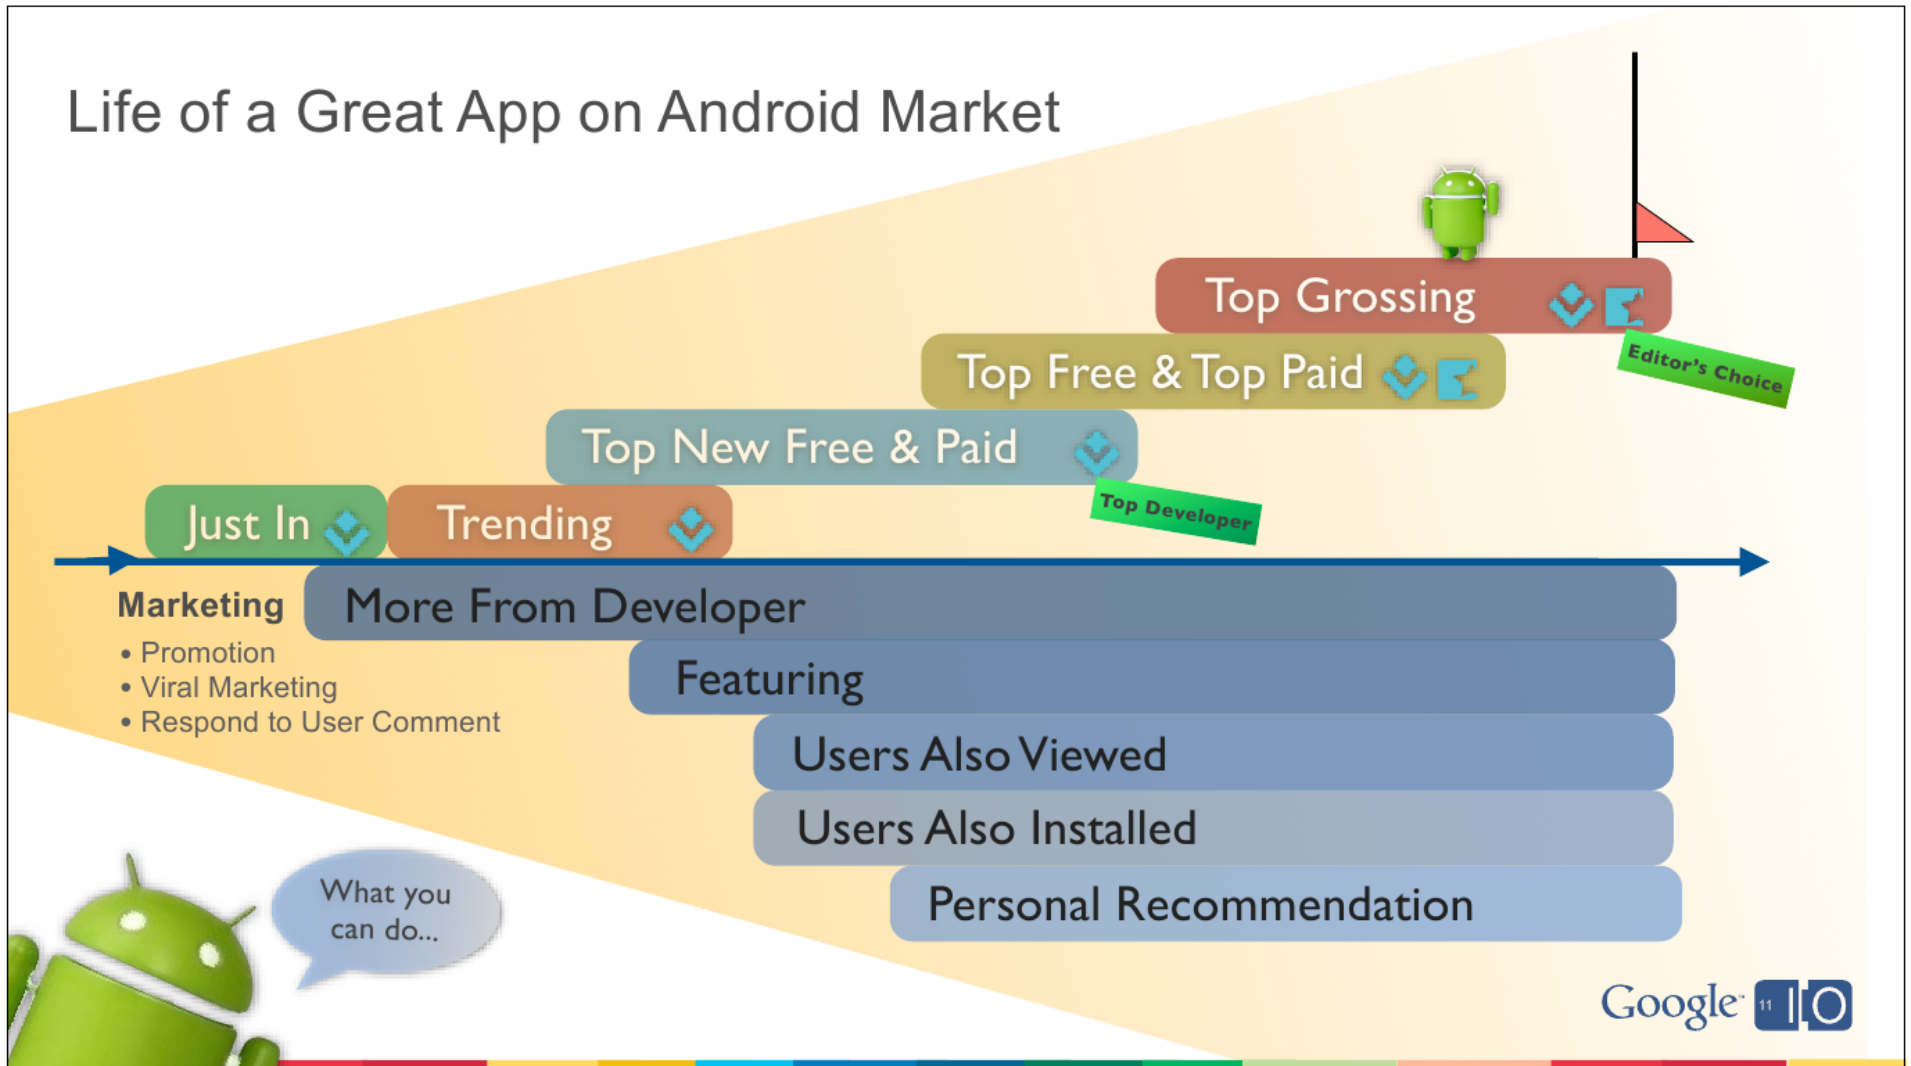 Life of a Great App on Android Market
Top Grossing
Editor's Choice
Top Free & Top Paid
Top New Free & Paid
Top Developer
Just In
Trending
Marketing
• Promotion
• Viral Marketing
• Respond to User Comment
More From Developer
Featuring
Users Also Viewed
Users Also Installed
Personal Recommendation
What you
can do...
Google™ 11 IO